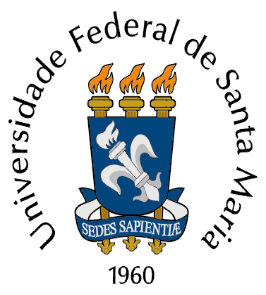 Universidade Federal de Santa Maria
SEDES SAPIENTIÆ
1960